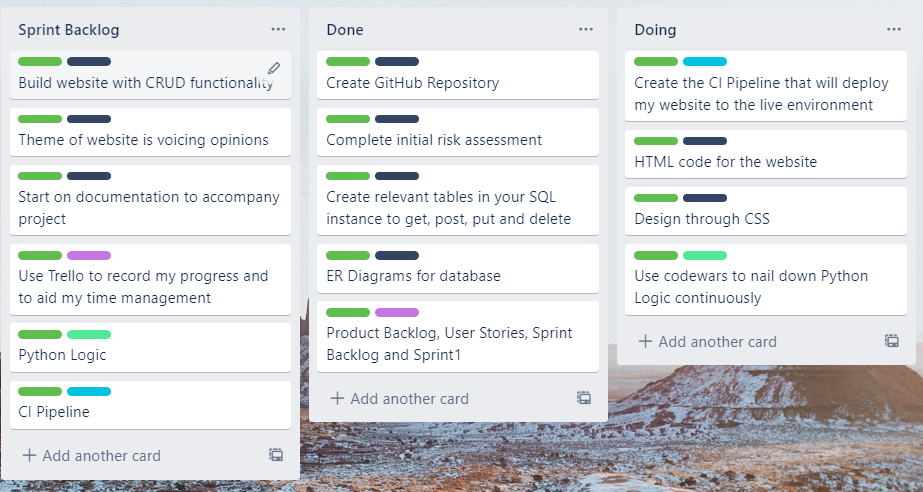 Sprint Backlog
Build website with CRUD functionality
Theme of website is voicing opinions
Start on documentation to accompany
project
Use Trello to record my progress and
to aid my time management
Python Logic
CI Pipeline
+ Add another card
Done
Create GitHub Repository
Complete initial risk assessment
Create relevant tables in your SQL
instance to get, post, put and delete
ER Diagrams for database
Product Backlog, User Stories, Sprint
Backlog and Sprint1
+ Add another card
Doing
Create the CI Pipeline that will deploy
my website to the live environment
HTML code for the website
Design through CSS
Use codewars to nail down Python
Logic continuously
+ Add another card